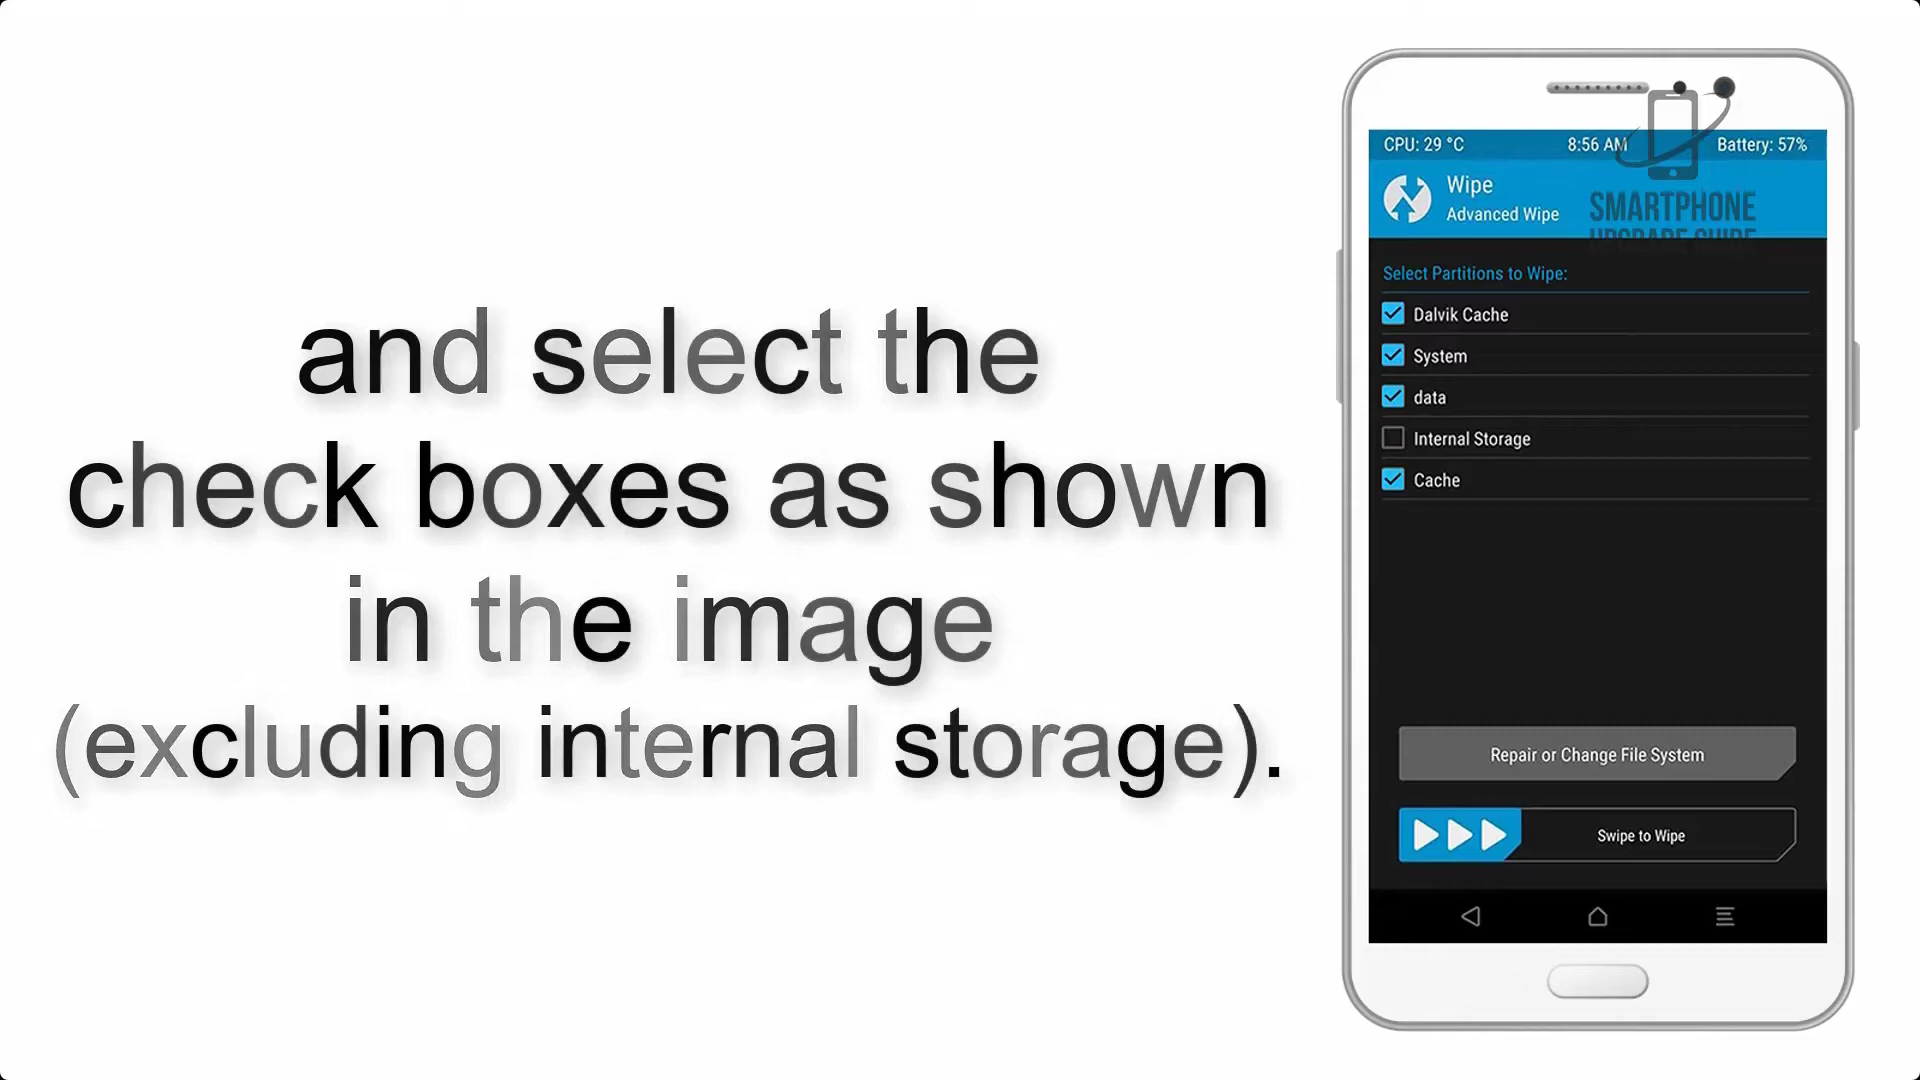 and select the
check boxes as shown
in the image
(excluding internal storage).
CPU: 29 °C 8:56 AM Battery: 57%
Wipe
Advanced Wipe
SMARTPHONE
UPGRADE GUIDE
Select Partitions to Wipe:
Dalvik Cache
System
data
Internal Storage
Cache
Repair or Change File System
Swipe to Wipe